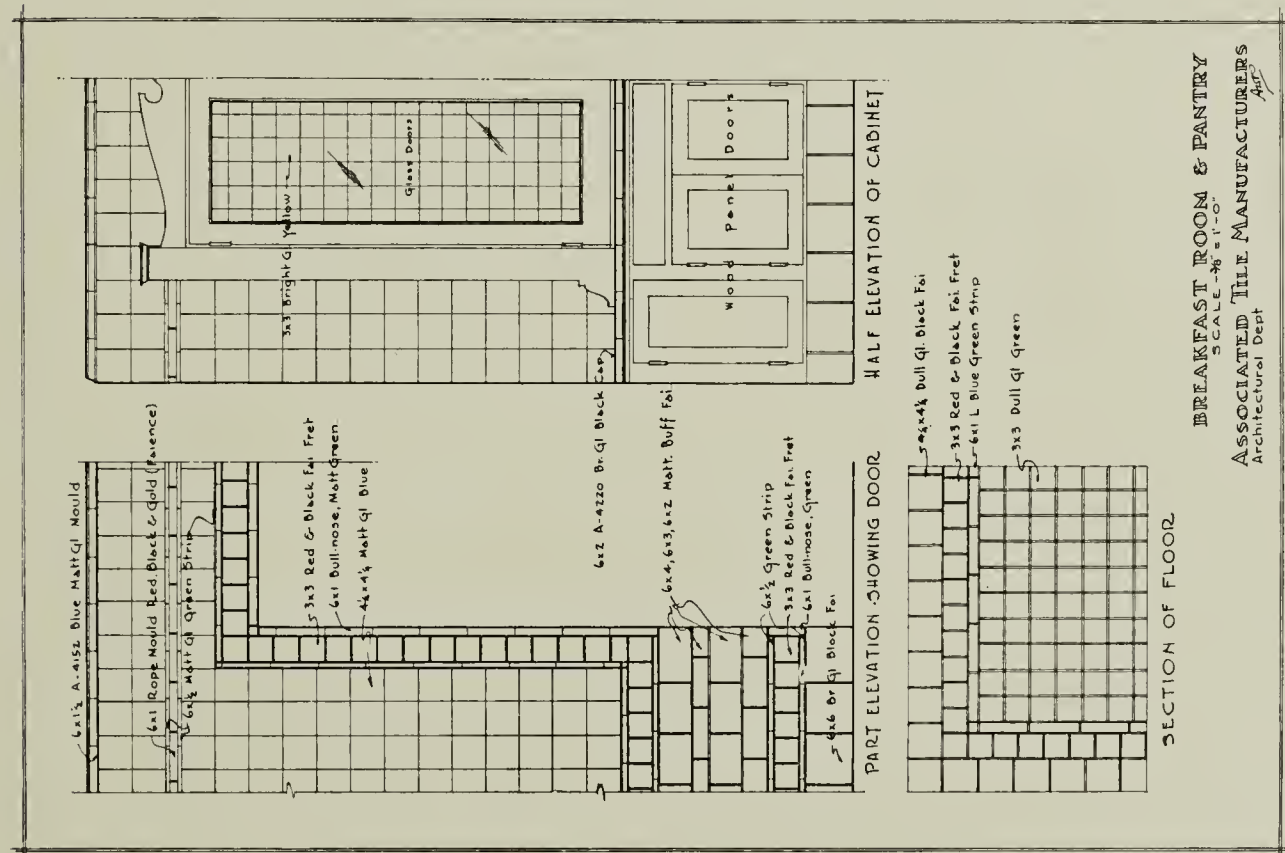 6x1½ A-4152 Blue Matt Gl Mould
6x1 Rope Mould Red, Black & Gold (Faience)
6x½ Matt Gl Green Strip
3x3 Red & Black Fai Fret
6x1 Bull-nose, Matt Green
4¼x4¼ Matt Gl Blue
6x2 A-4220 Br. Gl Black Cap
6x4, 6x3, 6x2 Matt. Buff Fai
6x½ Green Strip
3x3 Red & Black Fai Fret
6x1 Bull-nose, Green
6x6 Br Gl Black Fai
PART ELEVATION·SHOWING DOOR
3x3 Bright Gl Yellow
Glass Doors
Wood Panel Doors
HALF ELEVATION OF CABINET
4¼x4¼ Dull Gl. Black Fai
3x3 Red & Black Fai. Fret
6x1 L Blue Green Strip
3x3 Dull Gl Green
SECTION OF FLOOR
BREAKFAST ROOM & PANTRY
SCALE-⅜"=1'-0"
ASSOCIATED TILE MANUFACTURERS
Architectural Dept